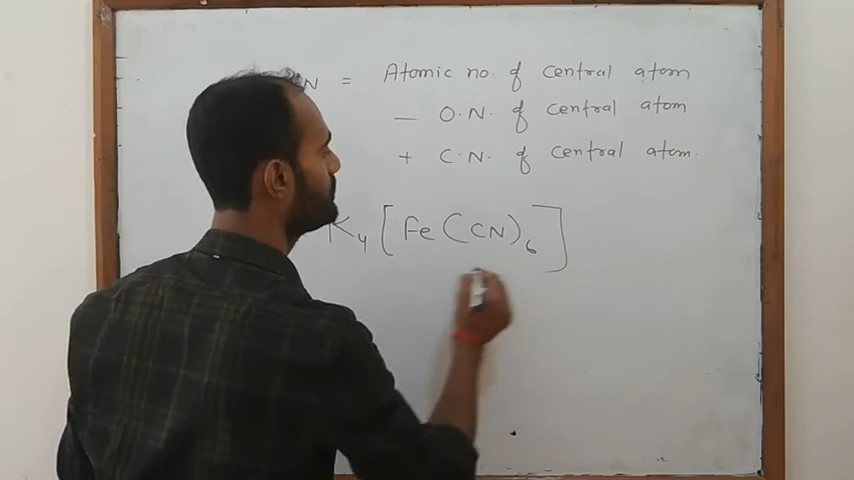 N = Atomic no. of central atom
— O.N. of central atom
+ C.N. of central atom.
K4 [Fe(CN)6]